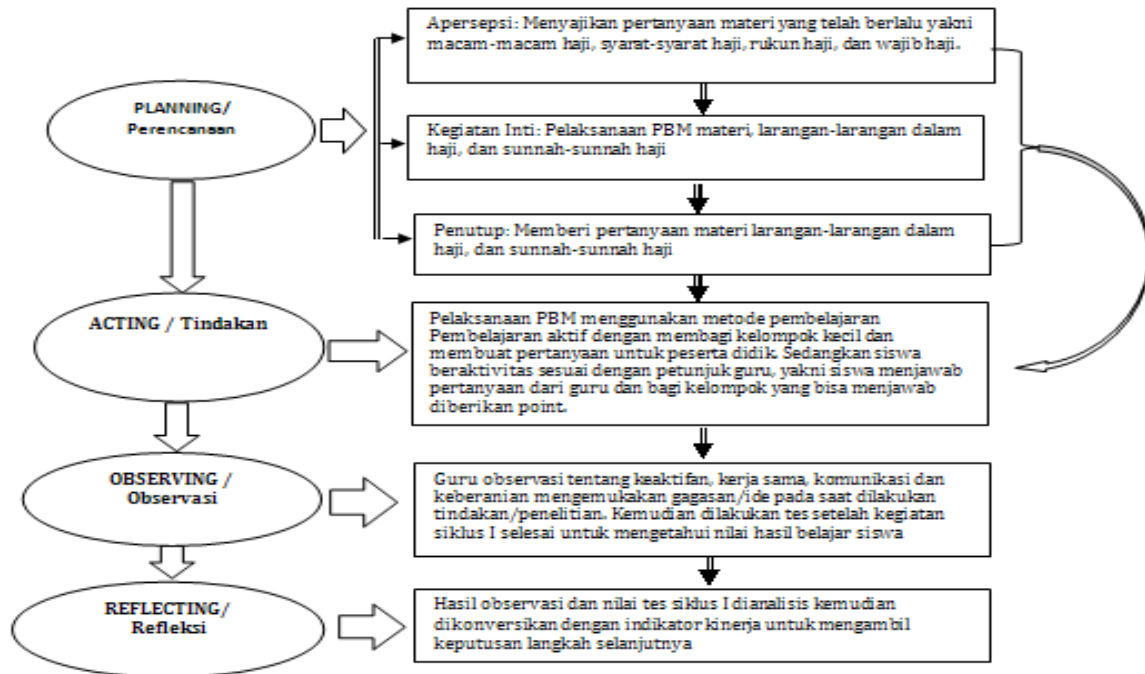 Apersepsi: Menyajikan pertanyaan materi yang telah berlalu yakni
macam-macam haji, syarat-syarat haji, rukun haji, dan wajib haji.
PLANNING/
Perencanaan
Kegiatan Inti: Pelaksanaan PBM materi, larangan-larangan dalam
haji, dan sunnah-sunnah haji
Penutup: Memberi pertanyaan materi larangan-larangan dalam
haji, dan sunnah-sunnah haji
ACTING / Tindakan
Pelaksanaan PBM menggunakan metode pembelajaran
Pembelajaran aktif dengan membagi kelompok kecil dan
membuat pertanyaan untuk peserta didik. Sedangkan siswa
beraktivitas sesuai dengan petunjuk guru, yakni siswa menjawab
pertanyaan dari guru dan bagi kelompok yang bisa menjawab
diberikan point.
OBSERVING /
Observasi
Guru observasi tentang keaktifan, kerja sama, komunikasi dan
keberanian mengemukakan gagasan/ide pada saat dilakukan
tindakan/penelitian. Kemudian dilakukan tes setelah kegiatan
siklus I selesai untuk mengetahui nilai hasil belajar siswa
REFLECTING/
Refleksi
Hasil observasi dan nilai tes siklus I dianalisis kemudian
dikonversikan dengan indikator kinerja untuk mengambil
keputusan langkah selanjutnya